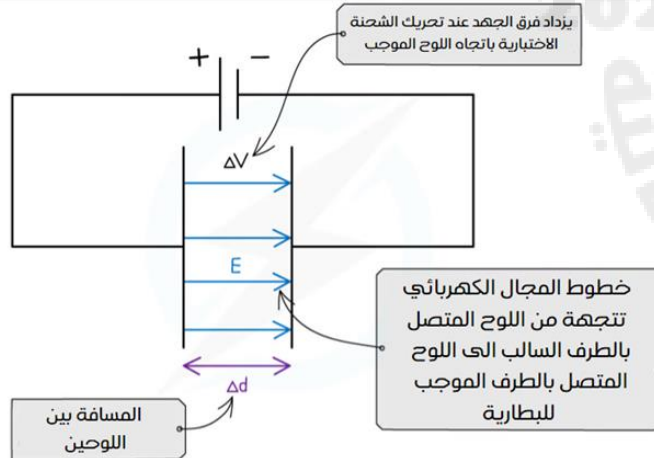 يزداد فرق الجهد عند تحريك الشحنة
الاختبارية باتجاه اللوح الموجب
+ −
ΔV
E
خطوط المجال الكهربائي
تتجهة من اللوح المتصل
بالطرف السالب الى اللوح
المتصل بالطرف الموجب
للبطارية
Δd
المسافة بين
اللوحين